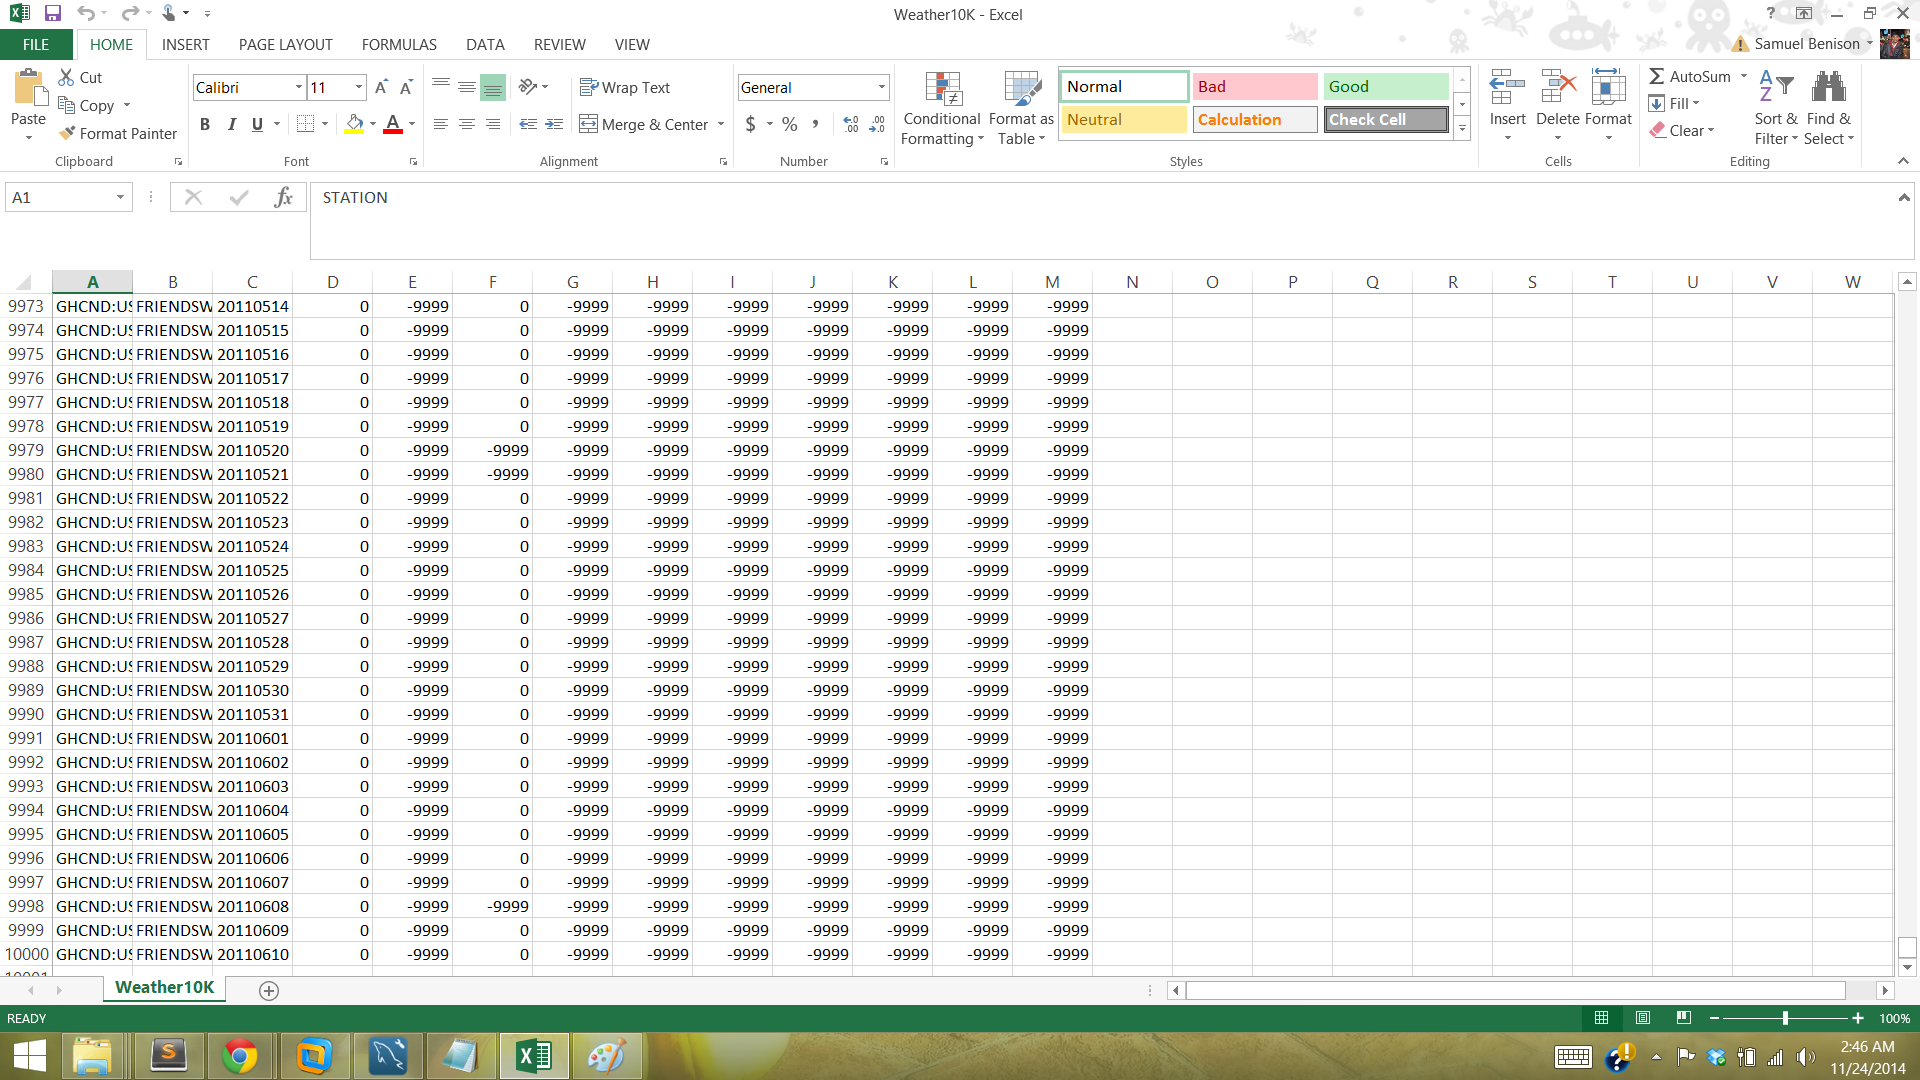 Weather10K - Excel
?
FILE HOME INSERT PAGE LAYOUT FORMULAS DATA REVIEW VIEW Samuel Benison
Paste Cut Copy Format Painter Clipboard
Calibri 11 B I U A Font
Wrap Text Merge & Center Alignment
General $ % , Number
Conditional Formatting Format as Table
Normal Bad Good
Neutral Calculation Check Cell
Styles
Insert Delete Format Cells
AutoSum Fill Clear Sort & Filter Find & Select Editing
A1 fx STATION
A B C D E F G H I J K L M N O P Q R S T U V W
9973 GHCND:US FRIENDSW 20110514 0 -9999 0 -9999 -9999 -9999 -9999 -9999 -9999 -9999
9974 GHCND:US FRIENDSW 20110515 0 -9999 0 -9999 -9999 -9999 -9999 -9999 -9999 -9999
9975 GHCND:US FRIENDSW 20110516 0 -9999 0 -9999 -9999 -9999 -9999 -9999 -9999 -9999
9976 GHCND:US FRIENDSW 20110517 0 -9999 0 -9999 -9999 -9999 -9999 -9999 -9999 -9999
9977 GHCND:US FRIENDSW 20110518 0 -9999 0 -9999 -9999 -9999 -9999 -9999 -9999 -9999
9978 GHCND:US FRIENDSW 20110519 0 -9999 0 -9999 -9999 -9999 -9999 -9999 -9999 -9999
9979 GHCND:US FRIENDSW 20110520 0 -9999 -9999 -9999 -9999 -9999 -9999 -9999 -9999 -9999
9980 GHCND:US FRIENDSW 20110521 0 -9999 -9999 -9999 -9999 -9999 -9999 -9999 -9999 -9999
9981 GHCND:US FRIENDSW 20110522 0 -9999 0 -9999 -9999 -9999 -9999 -9999 -9999 -9999
9982 GHCND:US FRIENDSW 20110523 0 -9999 0 -9999 -9999 -9999 -9999 -9999 -9999 -9999
9983 GHCND:US FRIENDSW 20110524 0 -9999 0 -9999 -9999 -9999 -9999 -9999 -9999 -9999
9984 GHCND:US FRIENDSW 20110525 0 -9999 0 -9999 -9999 -9999 -9999 -9999 -9999 -9999
9985 GHCND:US FRIENDSW 20110526 0 -9999 0 -9999 -9999 -9999 -9999 -9999 -9999 -9999
9986 GHCND:US FRIENDSW 20110527 0 -9999 0 -9999 -9999 -9999 -9999 -9999 -9999 -9999
9987 GHCND:US FRIENDSW 20110528 0 -9999 0 -9999 -9999 -9999 -9999 -9999 -9999 -9999
9988 GHCND:US FRIENDSW 20110529 0 -9999 0 -9999 -9999 -9999 -9999 -9999 -9999 -9999
9989 GHCND:US FRIENDSW 20110530 0 -9999 0 -9999 -9999 -9999 -9999 -9999 -9999 -9999
9990 GHCND:US FRIENDSW 20110531 0 -9999 0 -9999 -9999 -9999 -9999 -9999 -9999 -9999
9991 GHCND:US FRIENDSW 20110601 0 -9999 0 -9999 -9999 -9999 -9999 -9999 -9999 -9999
9992 GHCND:US FRIENDSW 20110602 0 -9999 0 -9999 -9999 -9999 -9999 -9999 -9999 -9999
9993 GHCND:US FRIENDSW 20110603 0 -9999 0 -9999 -9999 -9999 -9999 -9999 -9999 -9999
9994 GHCND:US FRIENDSW 20110604 0 -9999 0 -9999 -9999 -9999 -9999 -9999 -9999 -9999
9995 GHCND:US FRIENDSW 20110605 0 -9999 0 -9999 -9999 -9999 -9999 -9999 -9999 -9999
9996 GHCND:US FRIENDSW 20110606 0 -9999 0 -9999 -9999 -9999 -9999 -9999 -9999 -9999
9997 GHCND:US FRIENDSW 20110607 0 -9999 0 -9999 -9999 -9999 -9999 -9999 -9999 -9999
9998 GHCND:US FRIENDSW 20110608 0 -9999 -9999 -9999 -9999 -9999 -9999 -9999 -9999 -9999
9999 GHCND:US FRIENDSW 20110609 0 -9999 0 -9999 -9999 -9999 -9999 -9999 -9999 -9999
10000 GHCND:US FRIENDSW 20110610 0 -9999 0 -9999 -9999 -9999 -9999 -9999 -9999 -9999
10001
Weather10K
READY 100%
2:46 AM
11/24/2014